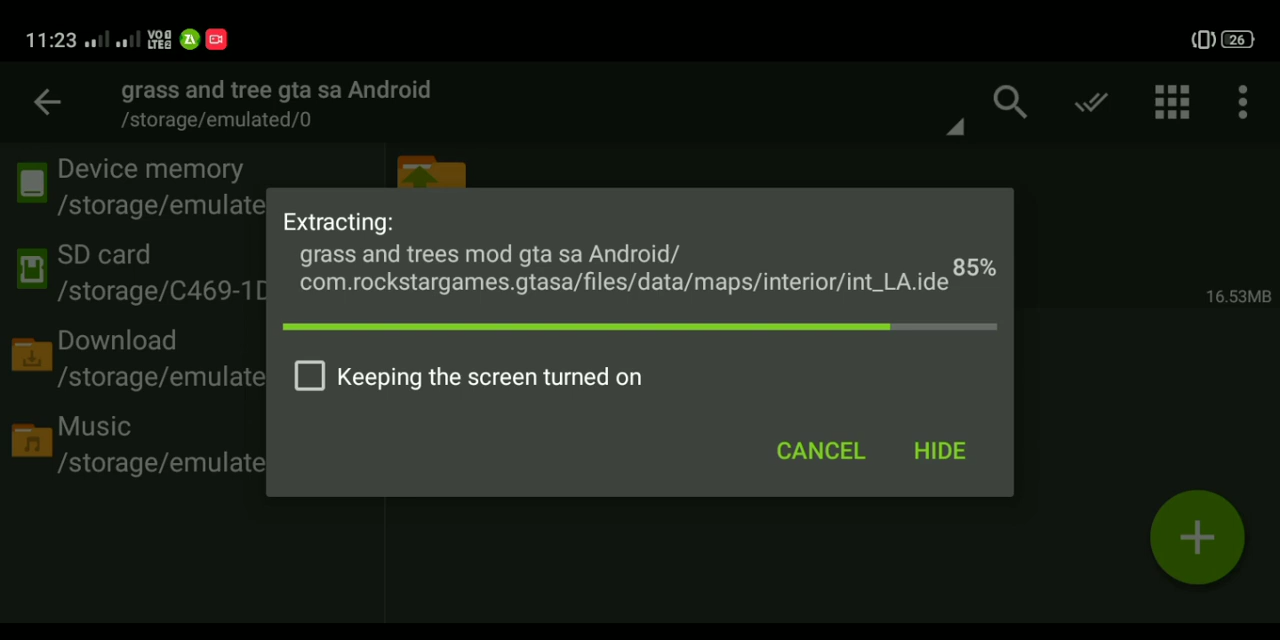 11:23
VO
LTE
26
grass and tree gta sa Android
/storage/emulated/0
Device memory
/storage/emulate
SD card
/storage/C469-1D
Download
/storage/emulate
Music
/storage/emulate
16.53MB
Extracting:
grass and trees mod gta sa Android/
com.rockstargames.gtasa/files/data/maps/interior/int_LA.ide
85%
Keeping the screen turned on
CANCEL
HIDE